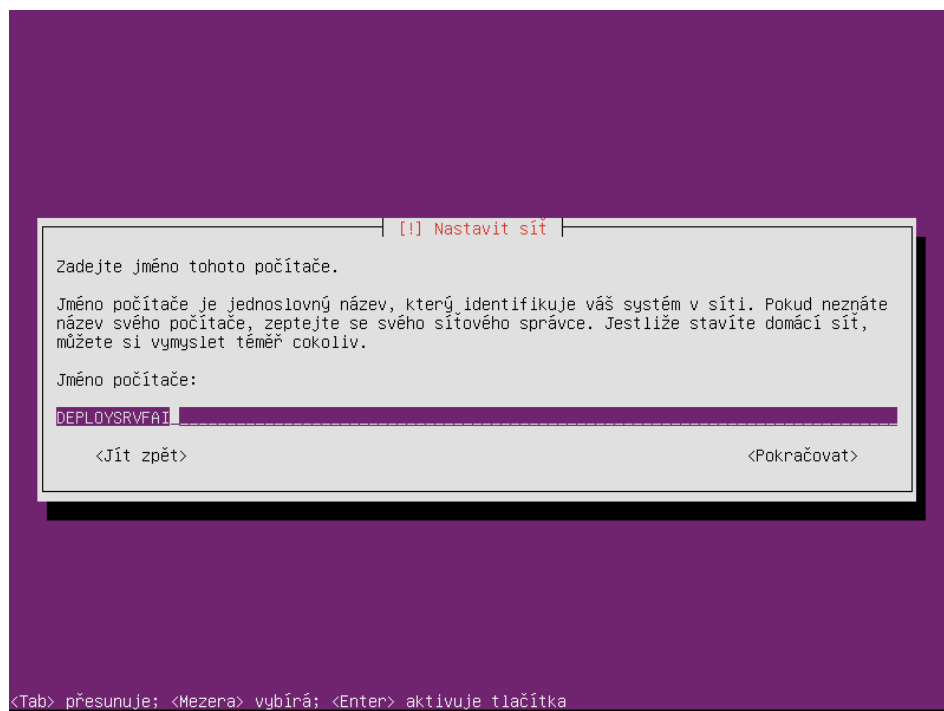 [!] Nastavit síť
Zadejte jméno tohoto počítače.
Jméno počítače je jednoslovný název, který identifikuje váš systém v síti. Pokud neznáte
název svého počítače, zeptejte se svého síťového správce. Jestliže stavíte domácí síť,
můžete si vymyslet téměř cokoliv.
Jméno počítače:
DEPLOYSRVFAI
<Jít zpět> <Pokračovat>
<Tab> přesunuje; <Mezera> vybírá; <Enter> aktivuje tlačítka